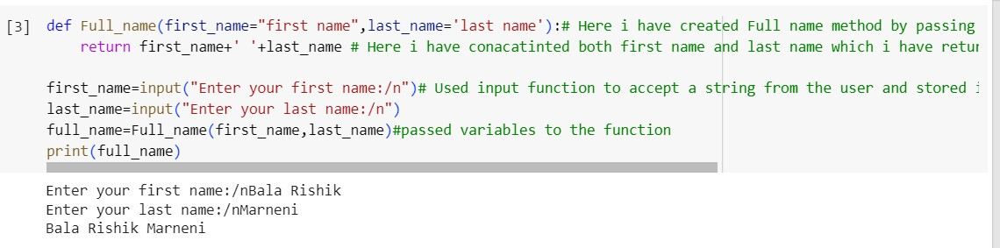 [3] def Full_name(first_name="first name",last_name='last name'):# Here i have created Full name method by passing
return first_name+' '+last_name # Here i have conacatinted both first name and last name which i have retur
first_name=input("Enter your first name:/n")# Used input function to accept a string from the user and stored i
last_name=input("Enter your last name:/n")
full_name=Full_name(first_name,last_name)#passed variables to the function
print(full_name)
Enter your first name:/nBala Rishik
Enter your last name:/nMarneni
Bala Rishik Marneni